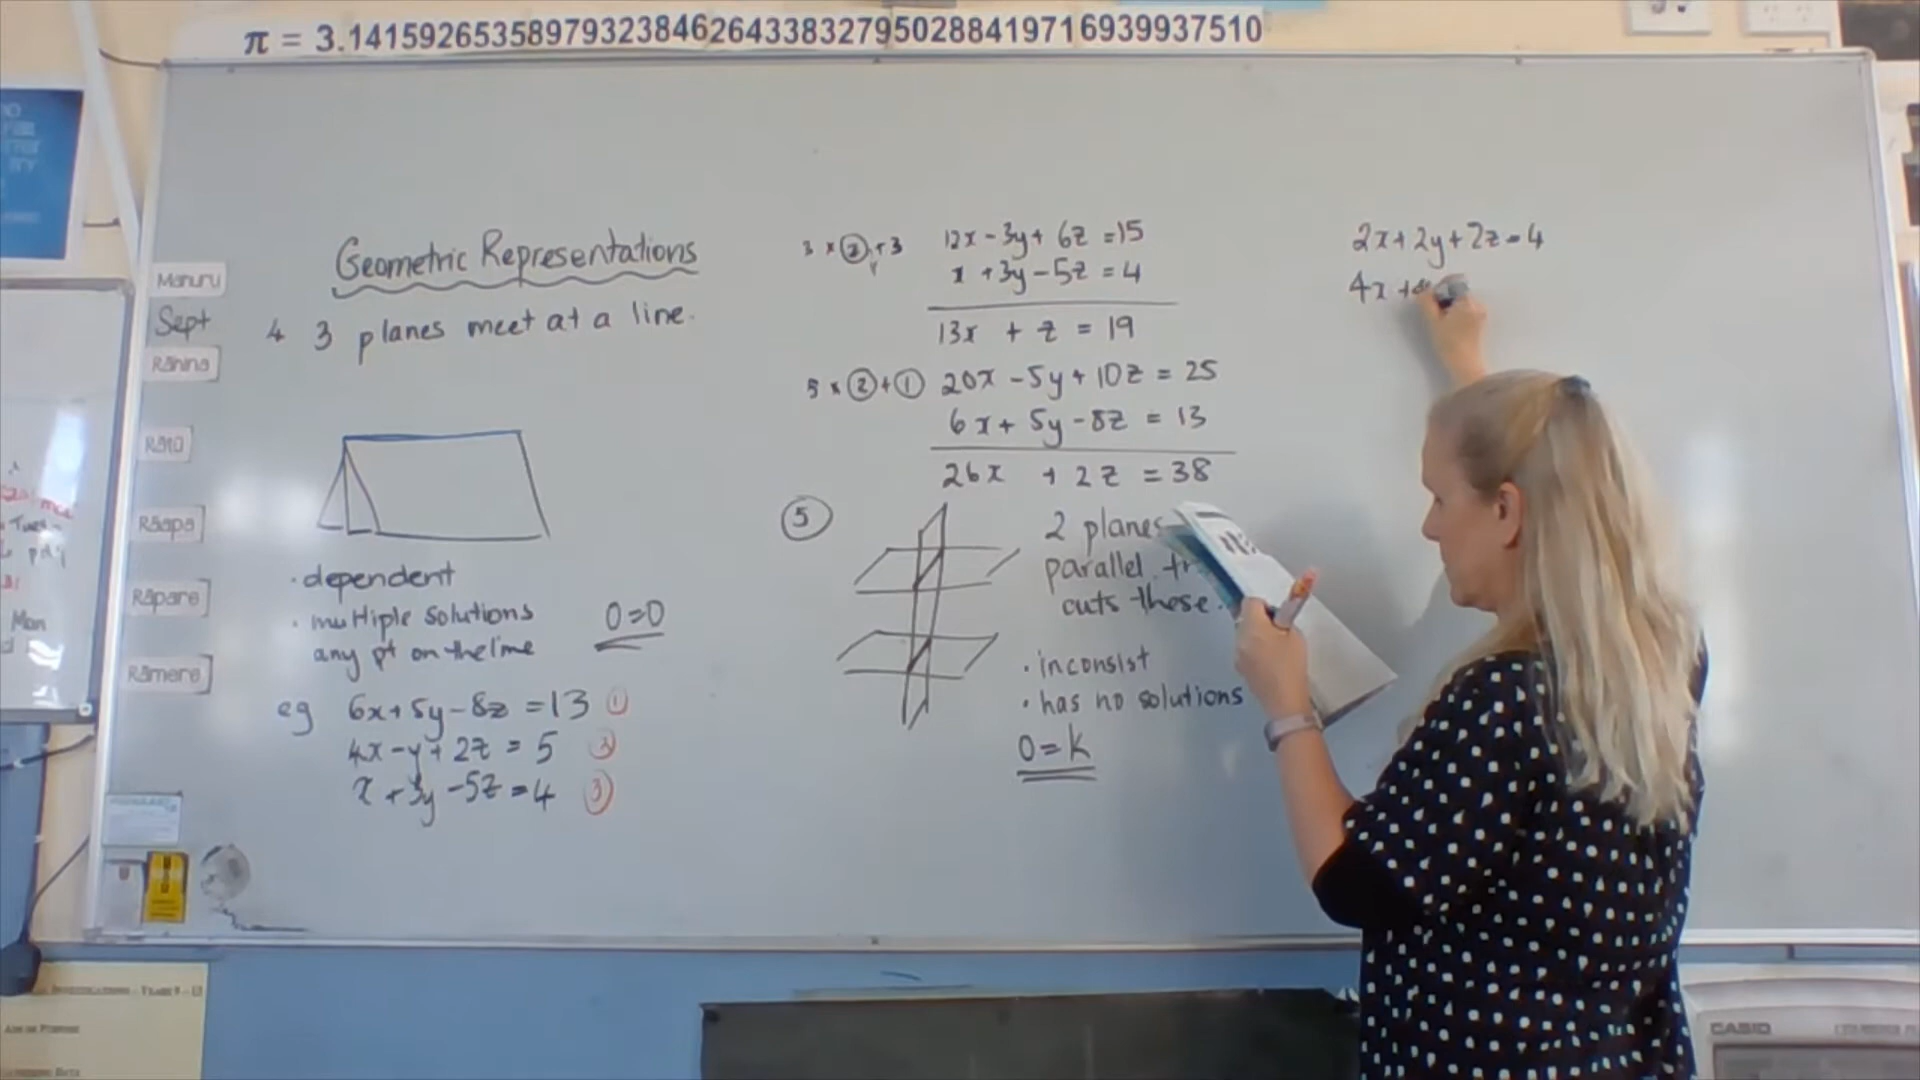 π = 3.14159265358979323846264338327950288419716939937510
Manuru
Sept
Rāhina
Rātū
Rāapa
Rāpare
Rāmere
Geometric Representations
4 3 planes meet at a line.
• dependent
• multiple solutions
any pt on the line
0=0
eg 6x+5y-8z = 13 ①
4x-y+2z = 5
x+3y-5z = 4 ③
3 × ② + 3 12x-3y+6z = 15
x+3y-5z = 4
13x + z = 19
5 × ② + ① 20x-5y+10z = 25
6x+5y-8z = 13
26x + 2z = 38
⑤
2 planes
parallel
cuts these.
• inconsist
• has no solutions
0=k
2x+2y+2z=4
4x +
Man
CASIO